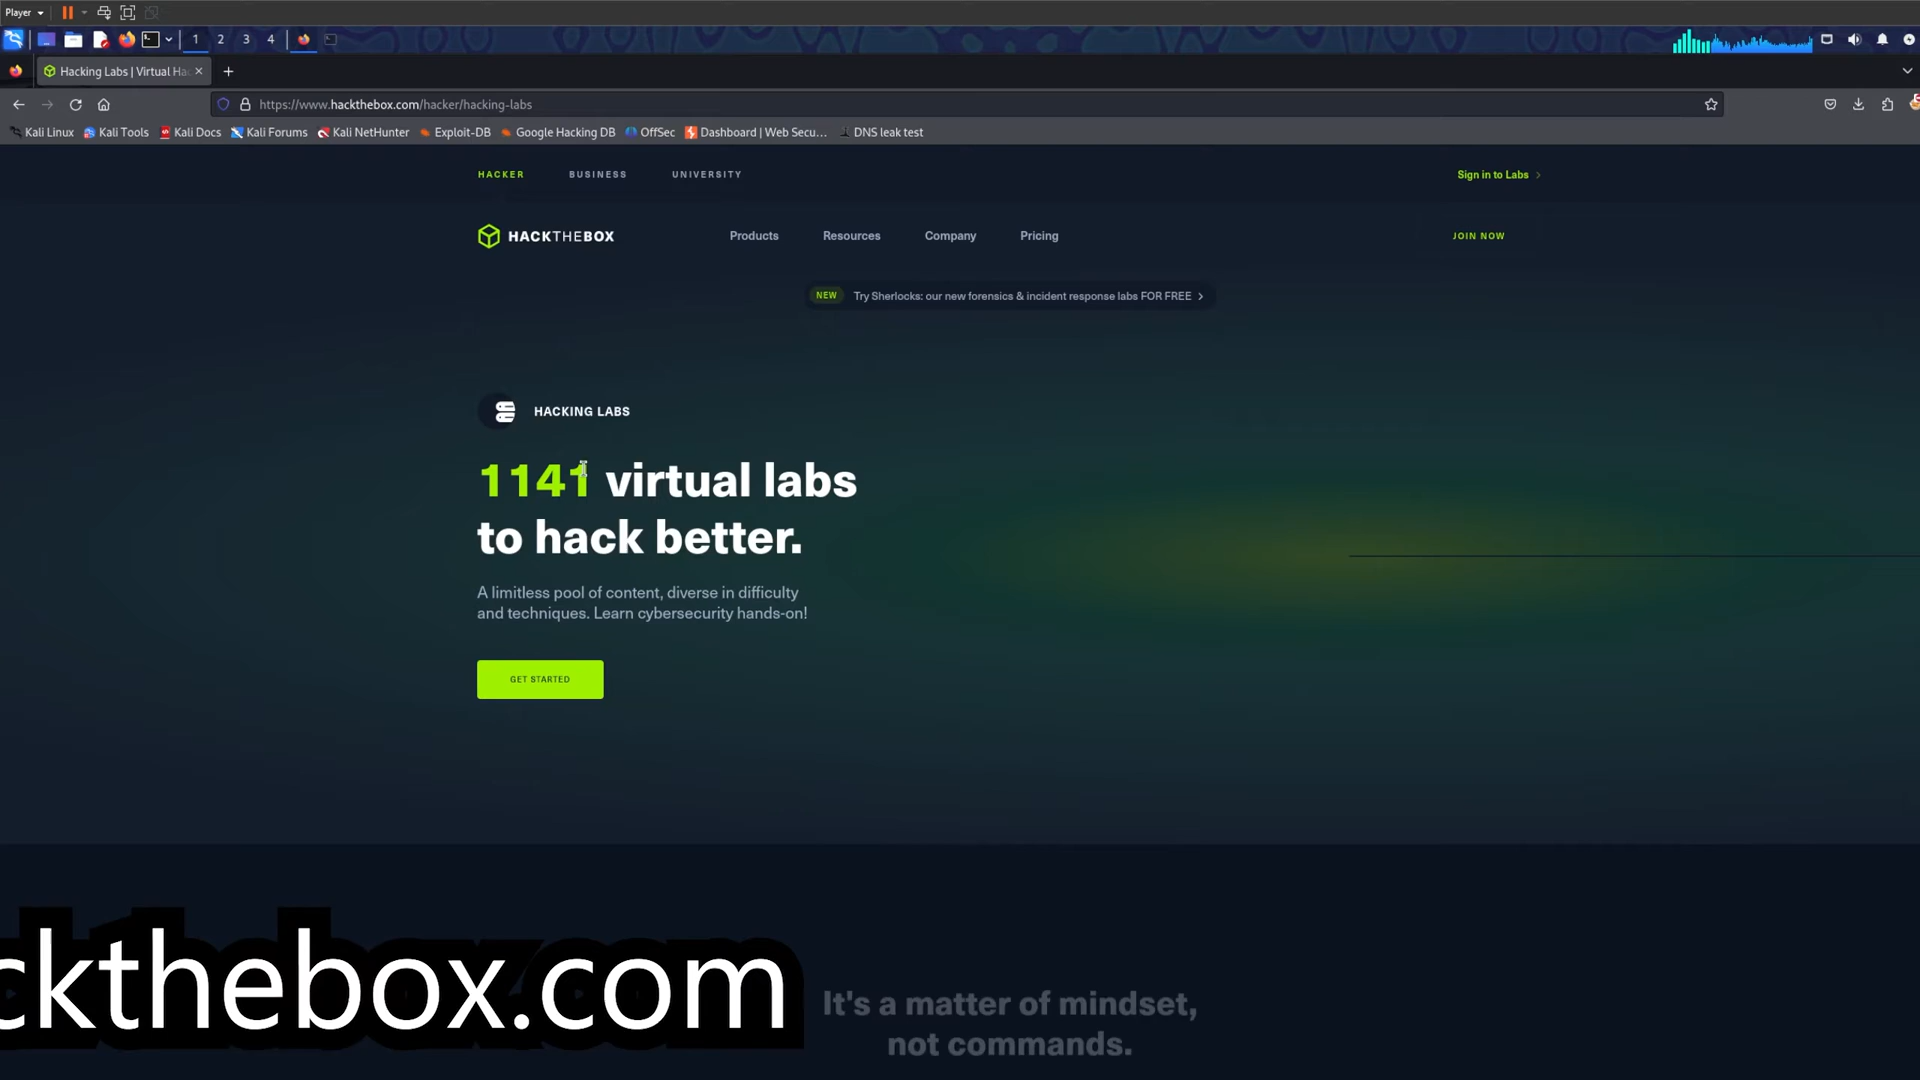 Player
1 2 3 4
Hacking Labs | Virtual Ha
https://www.hackthebox.com/hacker/hacking-labs
Kali Linux Kali Tools Kali Docs Kali Forums Kali NetHunter Exploit-DB Google Hacking DB OffSec Dashboard | Web Secu... DNS leak test
HACKER BUSINESS UNIVERSITY Sign in to Labs
HACKTHEBOX Products Resources Company Pricing JOIN NOW
NEW Try Sherlocks: our new forensics & incident response labs FOR FREE
HACKING LABS
1141 virtual labs
to hack better.
A limitless pool of content, diverse in difficulty
and techniques. Learn cybersecurity hands-on!
GET STARTED
ckthebox.com
It's a matter of mindset,
not commands.